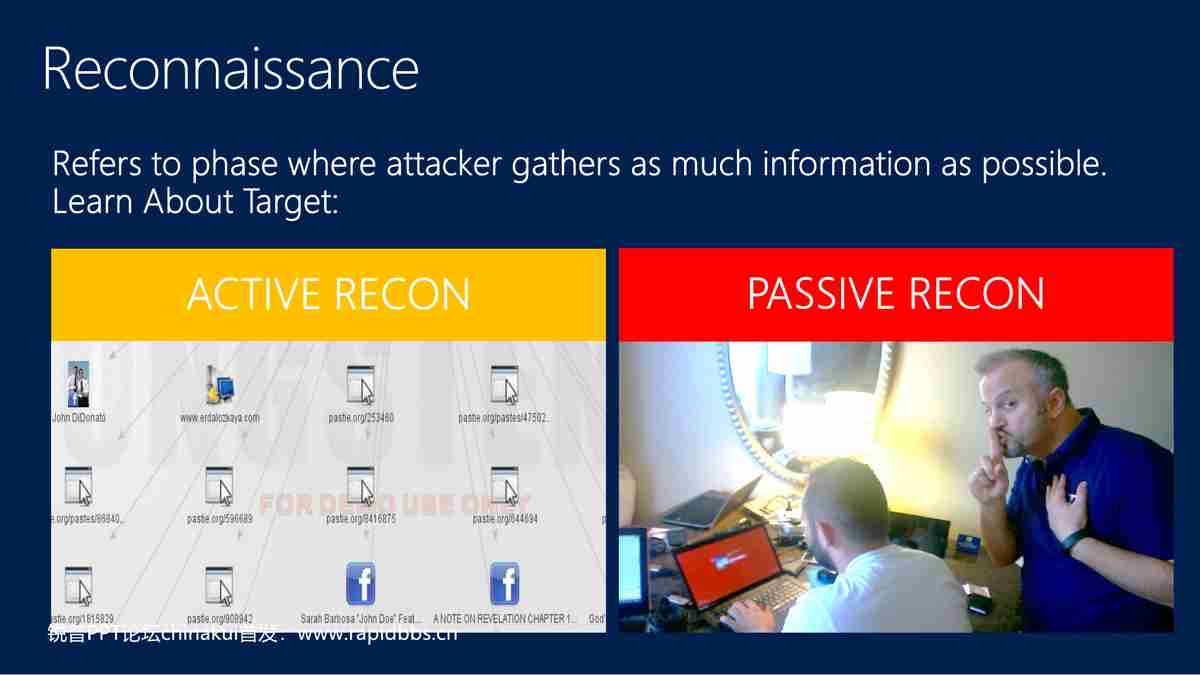 Reconnaissance
Refers to phase where attacker gathers as much information as possible.
Learn About Target:
ACTIVE RECON
PASSIVE RECON
John DiDonato
www.erdalozkaya.com
pastie.org/253460
pastie.org/pastes/47502..
FOR DEMO USE ONLY
e.org/pastes/86840..
pastie.org/596689
pastie.org/8416875
pastie.org/644694
pastie.org/909942
stie.org/1615829
Sarah Barbosa "John Doe" Feat...
A NOTE ON REVELATION CHAPTER 1...
God'
锐普PPT论坛chinakui首发：www.rapidbbs.cn